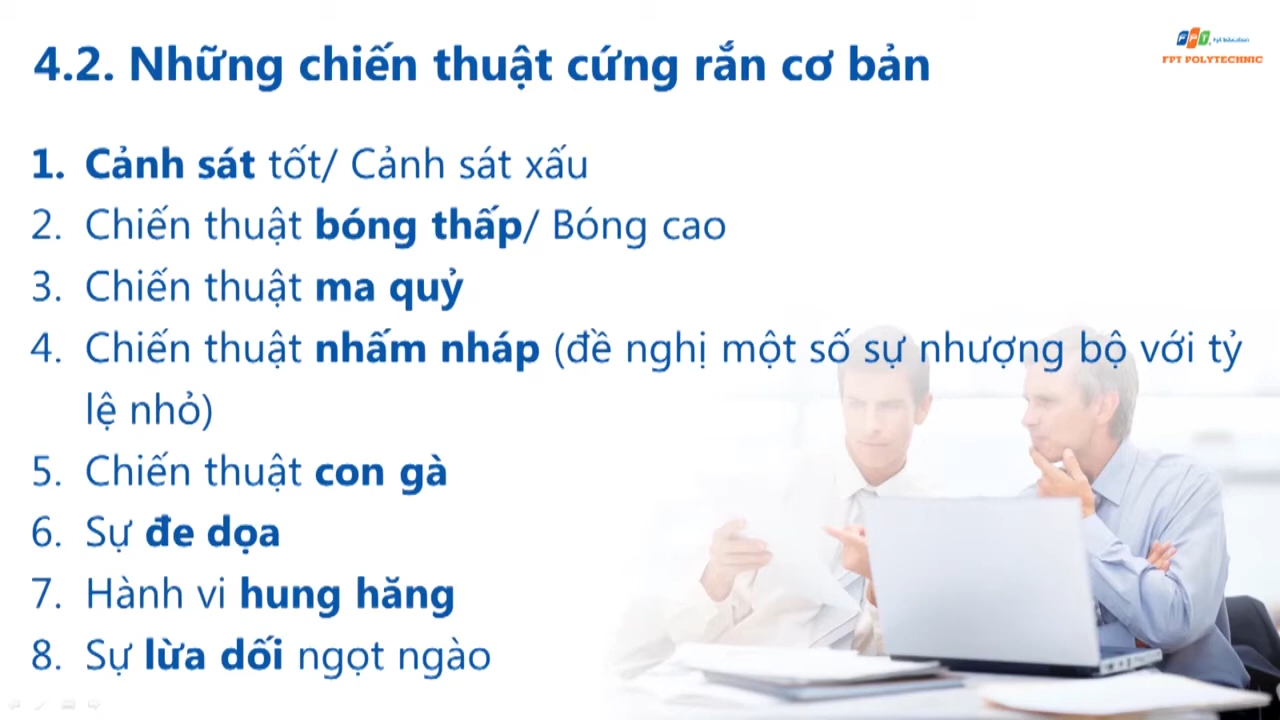 4.2. Những chiến thuật cứng rắn cơ bản
FPT Education
FPT POLYTECHNIC
1. Cảnh sát tốt/ Cảnh sát xấu
2. Chiến thuật bóng thấp/ Bóng cao
3. Chiến thuật ma quỷ
4. Chiến thuật nhấm nháp (đề nghị một số sự nhượng bộ với tỷ
lệ nhỏ)
5. Chiến thuật con gà
6. Sự đe dọa
7. Hành vi hung hăng
8. Sự lừa dối ngọt ngào